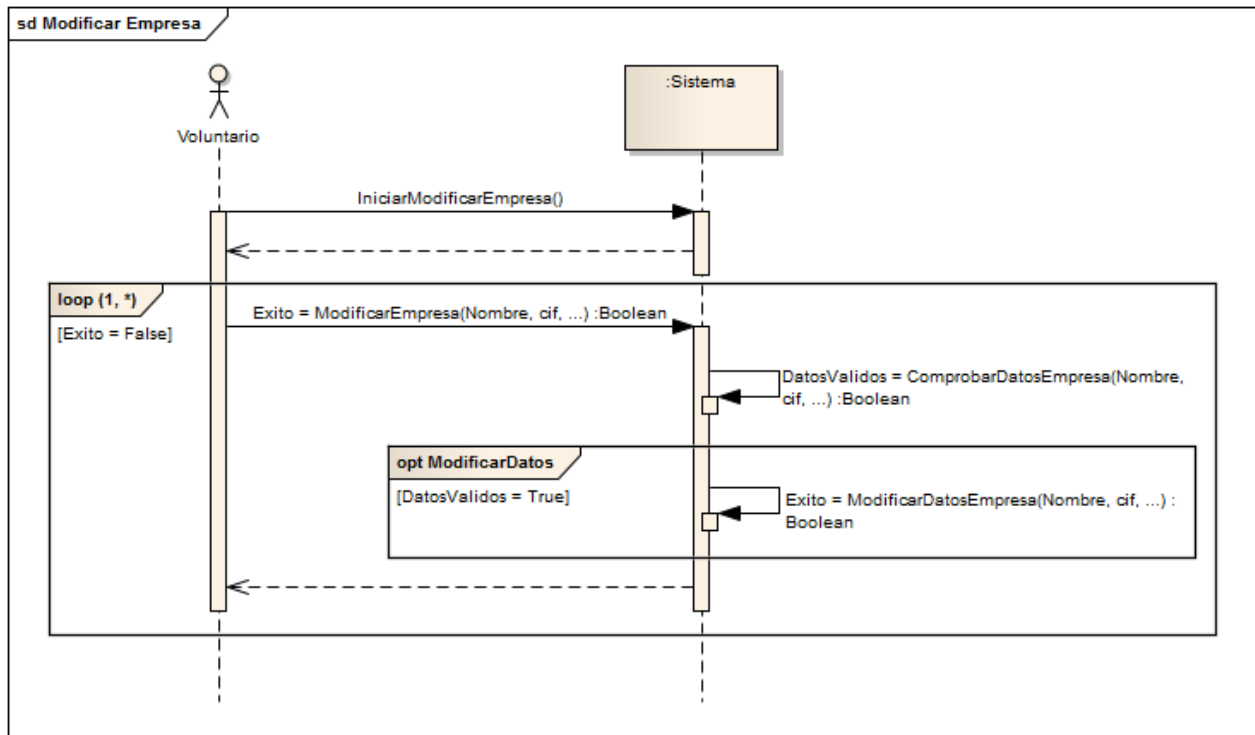 sd Modificar Empresa
:Sistema
Voluntario
IniciarModificarEmpresa()
loop (1, *)
[Exito = False]
Exito = ModificarEmpresa(Nombre, cif, ...) :Boolean
DatosValidos = ComprobarDatosEmpresa(Nombre,
cif, ...) :Boolean
opt ModificarDatos
[DatosValidos = True]
Exito = ModificarDatosEmpresa(Nombre, cif, ...) :
Boolean